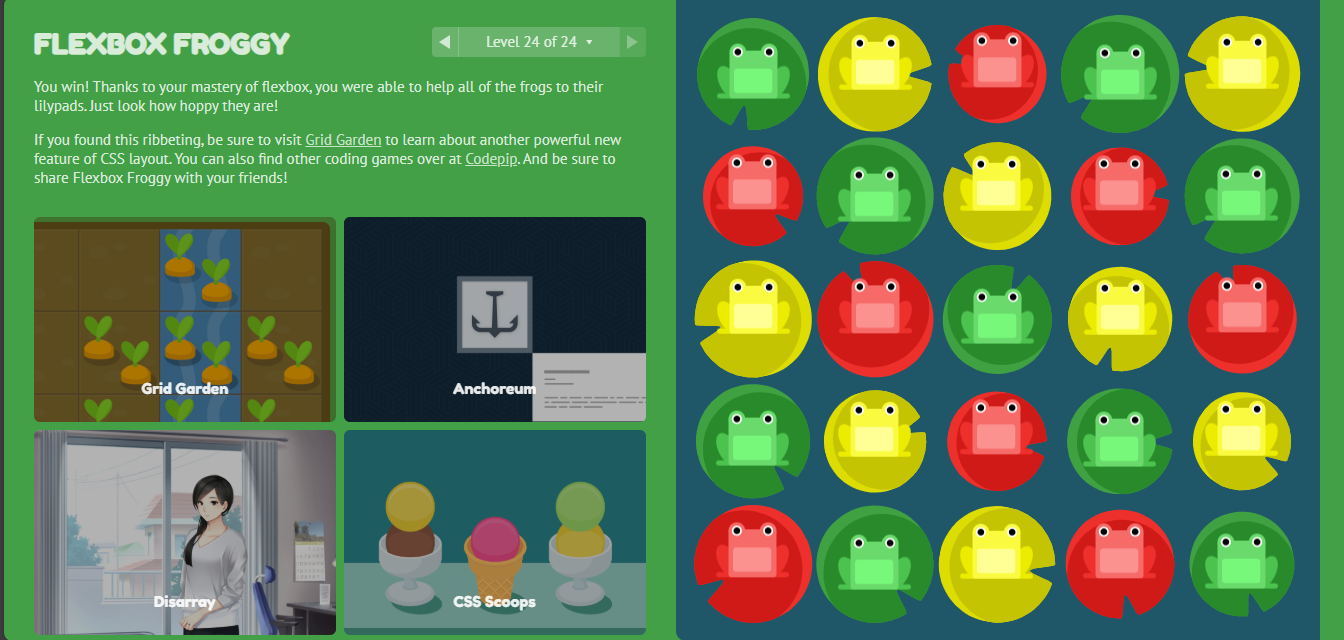 FLEXBOX FROGGY
Level 24 of 24
You win! Thanks to your mastery of flexbox, you were able to help all of the frogs to their
lilypads. Just look how hoppy they are!
If you found this ribbeting, be sure to visit Grid Garden to learn about another powerful new
feature of CSS layout. You can also find other coding games over at Codepip. And be sure to
share Flexbox Froggy with your friends!
Grid Garden
Anchoreum
Disarray
CSS Scoops